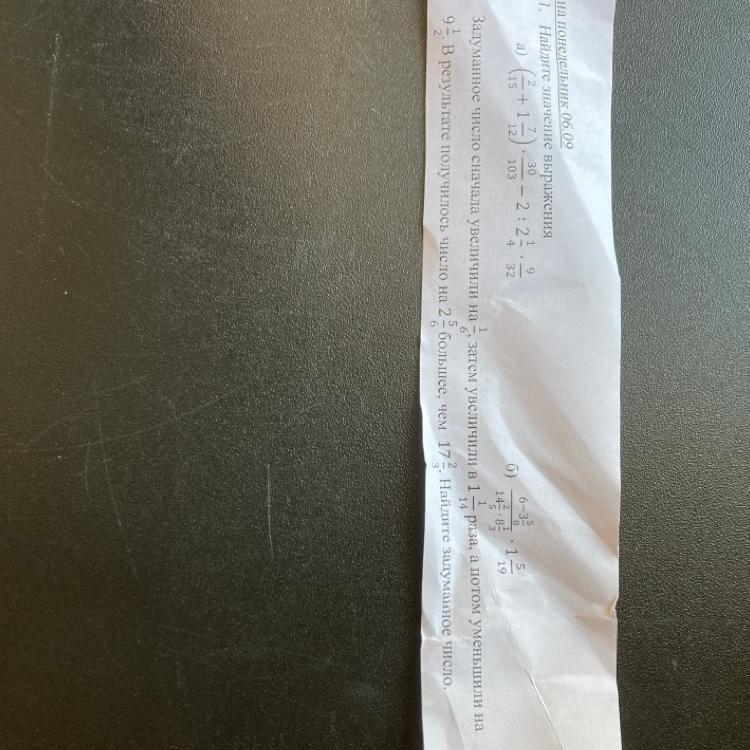 на понедельник 06.09
1. Найдите значение выражения
а) (2/15 + 1 7/12) · 30/103 − 2 : 2 1/4 · 9/32 б) (6−3 5/8)/(14 2/5 · 8 1/3) · 1 5/19
Задуманное число сначала увеличили на 1/6, затем увеличили в 1 1/14 раза, а потом уменьшили на
9 1/2. В результате получилось число на 2 5/6 большее, чем 17 2/3. Найдите задуманное число.